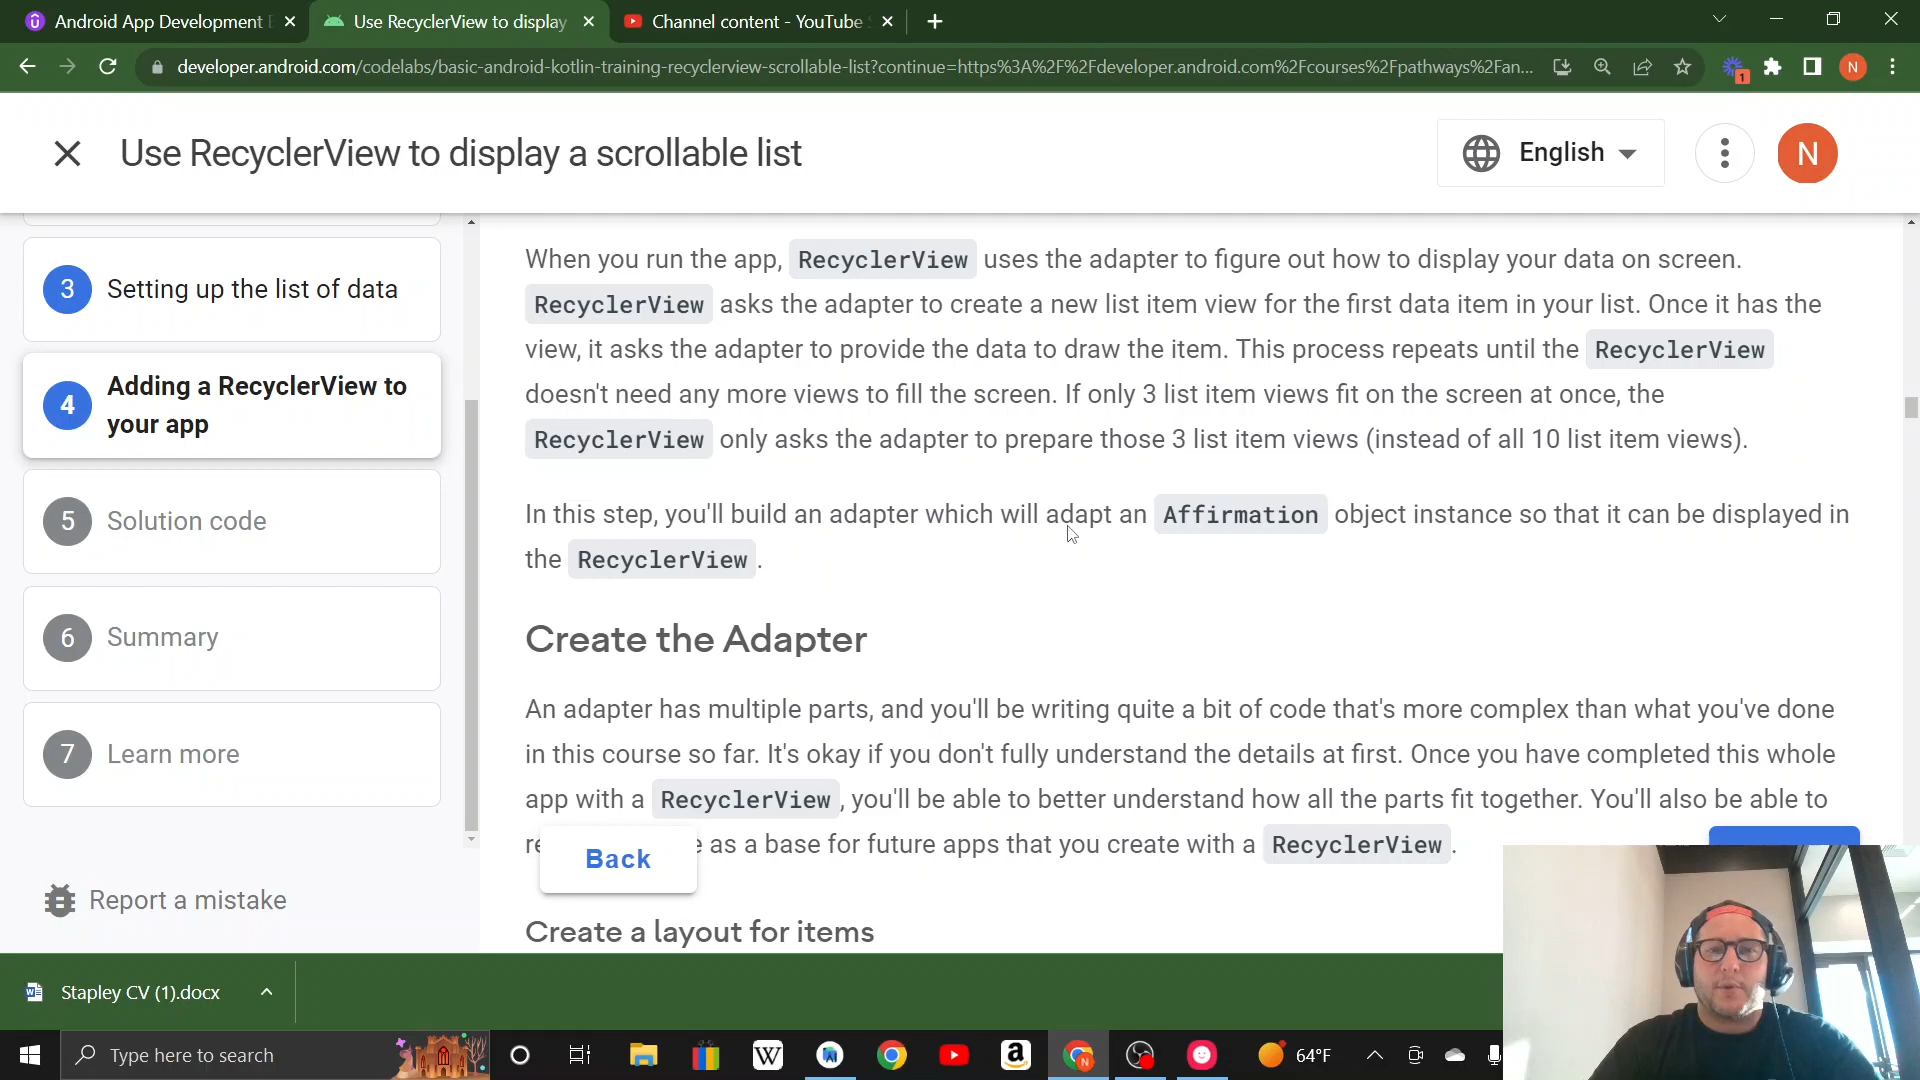 Android App Development
Use RecyclerView to display
Channel content - YouTube
developer.android.com/codelabs/basic-android-kotlin-training-recyclerview-scrollable-list?continue=https%3A%2F%2Fdeveloper.android.com%2Fcourses%2Fpathways%2Fan...
1
N
Use RecyclerView to display a scrollable list
English
N
3 Setting up the list of data
4 Adding a RecyclerView to
your app
5 Solution code
6 Summary
7 Learn more
Report a mistake
When you run the app, RecyclerView uses the adapter to figure out how to display your data on screen.
RecyclerView asks the adapter to create a new list item view for the first data item in your list. Once it has the
view, it asks the adapter to provide the data to draw the item. This process repeats until the RecyclerView
doesn't need any more views to fill the screen. If only 3 list item views fit on the screen at once, the
RecyclerView only asks the adapter to prepare those 3 list item views (instead of all 10 list item views).
In this step, you'll build an adapter which will adapt an Affirmation object instance so that it can be displayed in
the RecyclerView.
Create the Adapter
An adapter has multiple parts, and you'll be writing quite a bit of code that's more complex than what you've done
in this course so far. It's okay if you don't fully understand the details at first. Once you have completed this whole
app with a RecyclerView, you'll be able to better understand how all the parts fit together. You'll also be able to
as a base for future apps that you create with a RecyclerView.
Back
Create a layout for items
Stapley CV (1).docx
Type here to search
64°F